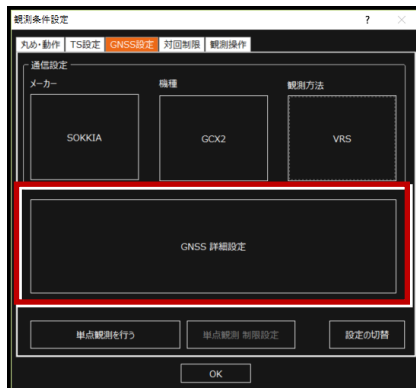 観測条件設定 ? ×
丸め・動作 TS設定 GNSS設定 対回制限 観測操作
通信設定
メーカー 機種 観測方法
SOKKIA GCX2 VRS
GNSS 詳細設定
単点観測を行う 単点観測 制限設定 設定の切替
OK